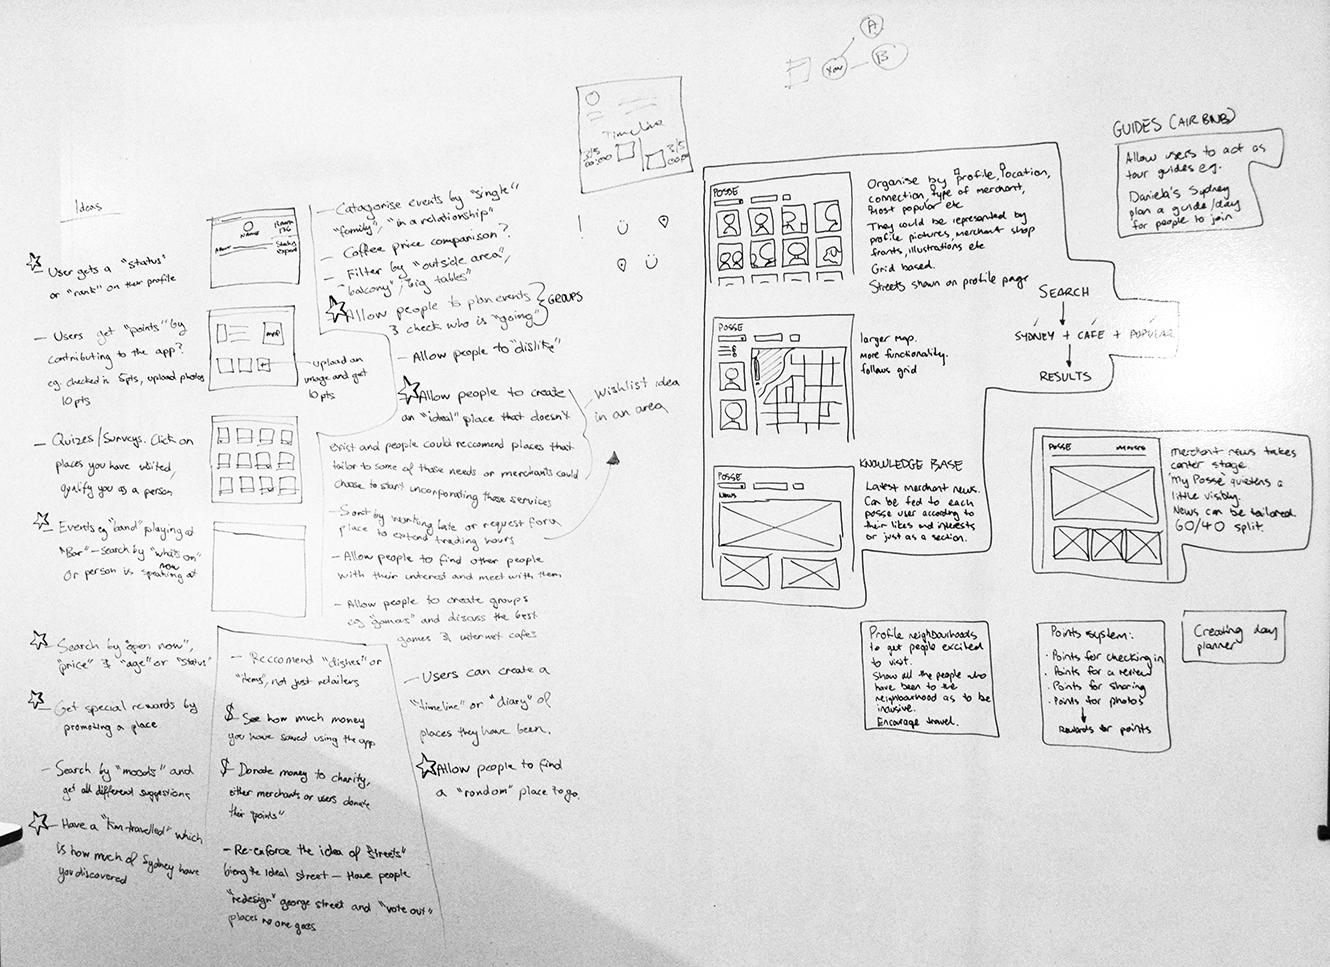 Ideas
User gets a "status"
or "rank" on their profile
– Users get "points" by
contributing to the app?
eg. checked in 5pts, upload photos
10 pts
– Quizes/Surveys. Click on
places you have visited,
qualify you as a person
Events eg "band" playing at
"Bar" – search by "what's on"
now
Or person is speaking at
Search by "open now",
"price" & "age" or "status"
Get special rewards by
promoting a place
– Search by "moods" and
get all different suggestions
– Have a "km travelled" which
is how much of Sydney have
you discovered
NAME
Status
MAP
upload an
image and get
10 pts
– Catagorise events by "single"
"family", "in a relationship"
– Coffee price comparison?
– Filter by "outside area",
"balcony", "big tables"
Allow people to plan events
& check who is "going"
GROUPS
– Allow people to "dislike"
Allow people to create
an "ideal" place that doesn't
exist and people could reccomend places that
tailor to some of those needs or merchants could
choose to start uncorporating those services
Wishlist idea
in an area
– Sort by working late or request for a
place to extend trading hours
– Allow people to find other people
with their interest and meet with them
– Allow people to create groups
eg "gamers" and discuss the best
games & internet cafes
– Users can create a
"timeline" or "diary" of
places they have been.
Allow people to find
a "random" place to go.
– Reccomend "dishes" or
"items", not just retailers
$ – See how much money
you have saved using the app
$ – Donate money to charity,
either merchants or users donate
their "points"
– Re-enforce the idea of "Streets"
bieng the ideal street – Have people
"redesign" george street and "vote out"
places no one goes
Timeline
3/5
00:00
3/5
!
A
You
B
POSSE
Organise by profile, location,
connection, type of merchant,
Most popular etc
They could be represented by
profile pictures, merchant shop
fronts, illustrations etc
Grid based.
Streets shown on profile page
POSSE
larger map.
more functionality.
follows grid
POSSE
NEWS
KNOWLEDGE BASE
Latest merchant news.
Can be fed to each
posse user according to
their likes and interests
or just as a section.
SEARCH
SYDNEY + CAFE + POPULAR
RESULTS
GUIDES (AIRBNB)
Allow users to act as
tour guides eg.
Daniela's Sydney
plan a guide/day
for people to join
POSSE
merchant news takes
center stage.
'My Posse' quietens a
little visibly.
News can be tailored.
60/40 split.
Profile neighbourhoods
to get people excited
to visit.
Show all the people who
have been to the
neighbourhood as to be
inclusive.
Encourage travel.
Points system:
· Points for checking in
· Points for a review
· Points for sharing
· Points for photos
Rewards for points
Creating day
planner